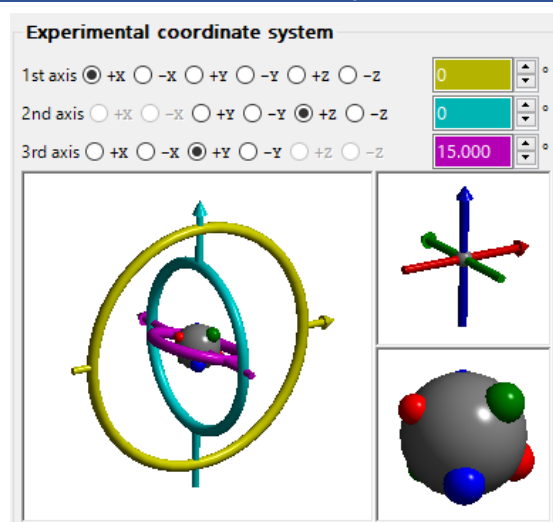 Experimental coordinate system
1st axis +X -X +Y -Y +Z -Z 0 °
2nd axis +X -X +Y -Y +Z -Z 0 °
3rd axis +X -X +Y -Y +Z -Z 15.000 °